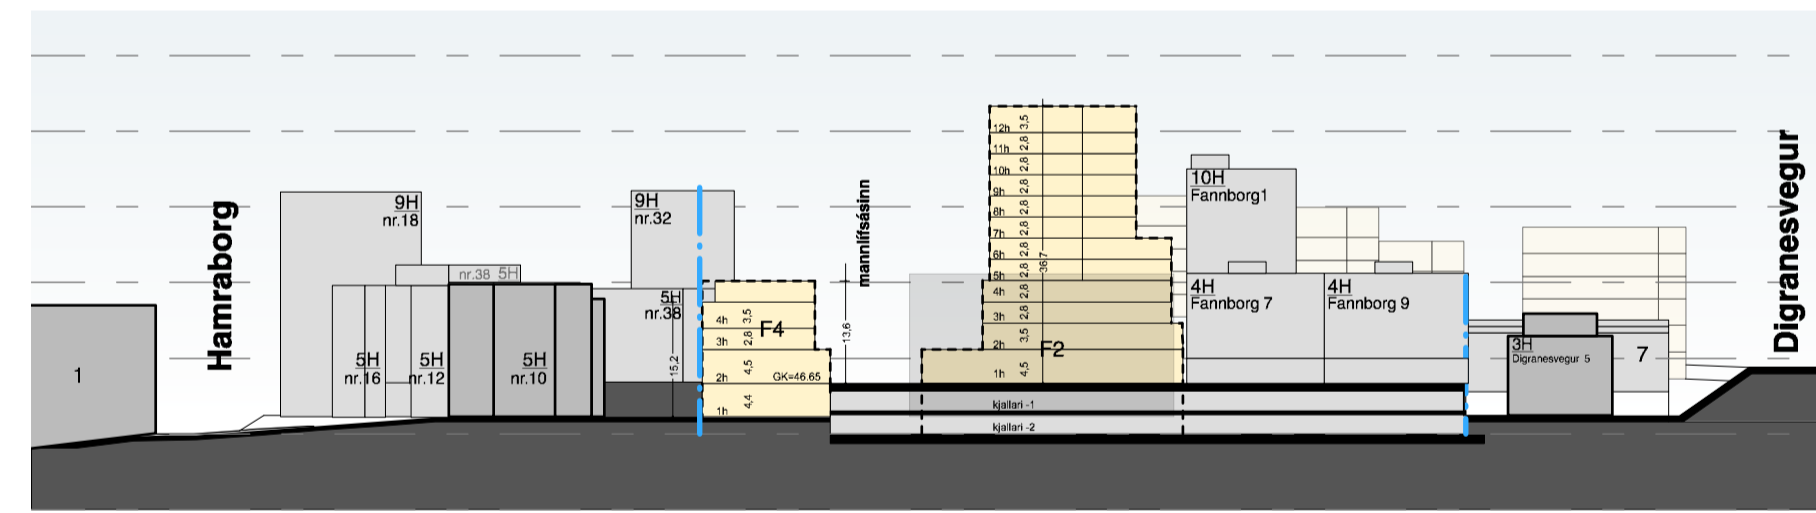 1
Hamraborg
9H
nr.18
nr.38 5H
5H
nr.16
5H
nr.12
5H
nr.10
9H
nr.32
5H
nr.38
15,2
4h 3,5
3h 2,8
2h 4,5
1h 4,4
F4
GK=46.65
13,6
mannlífsásinn
12h 3,5
11h 2,8
10h 2,8
9h 2,8
8h 2,8
7h 2,8
6h 2,8
5h 2,8
4h 2,8
3h 2,8
2h 3,5
1h 4,5
36,7
F2
kjallari -1
kjallari -2
10H
Fannborg1
4H
Fannborg 7
4H
Fannborg 9
3H
Digranesvegur 5
7
Digranesvegur